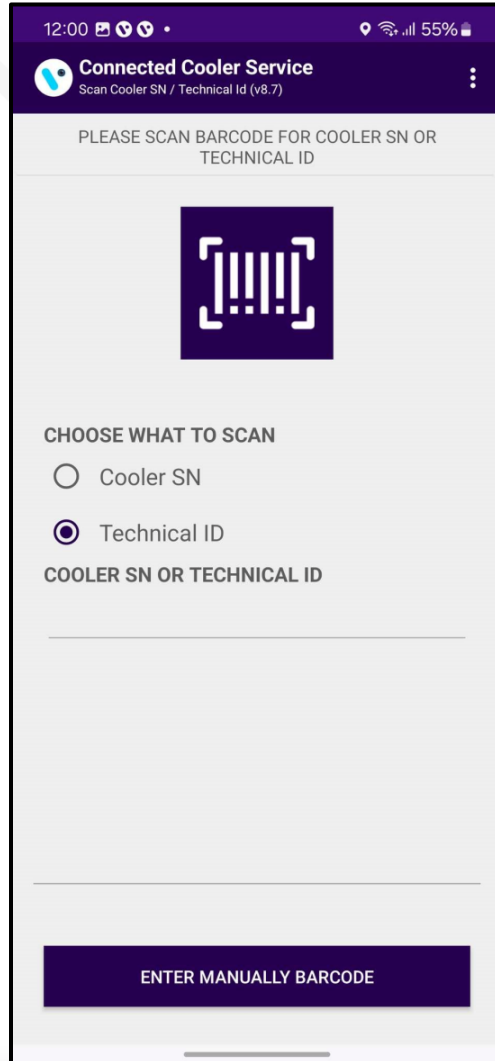 12:00 55%
Connected Cooler Service
Scan Cooler SN / Technical Id (v8.7)
PLEASE SCAN BARCODE FOR COOLER SN OR
TECHNICAL ID
CHOOSE WHAT TO SCAN
Cooler SN
Technical ID
COOLER SN OR TECHNICAL ID
ENTER MANUALLY BARCODE